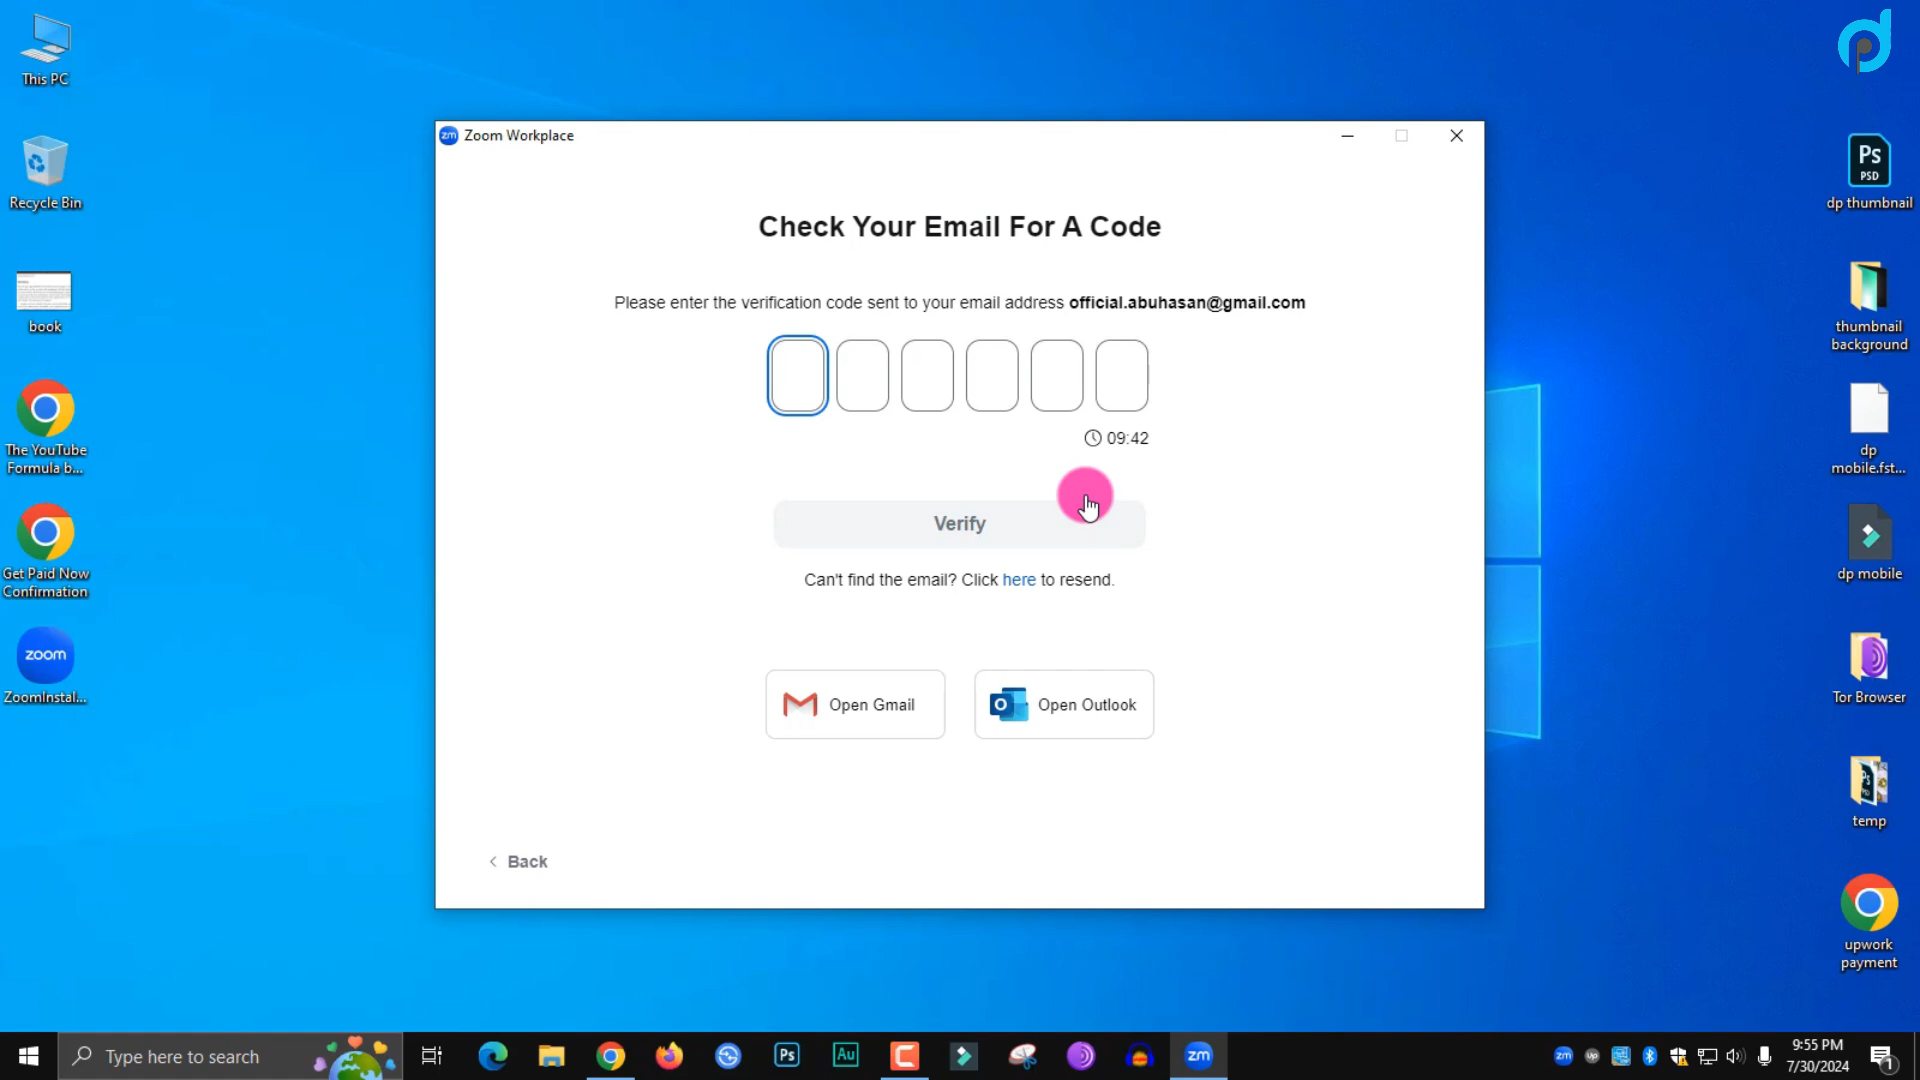 This PC
Recycle Bin
book
The YouTube
Formula b...
Get Paid Now
Confirmation
zoom
ZoomInstal...
zm Zoom Workplace
Check Your Email For A Code
Please enter the verification code sent to your email address official.abuhasan@gmail.com
09:42
Verify
Can't find the email? Click here to resend.
Open Gmail
Open Outlook
Back
Ps
PSD
dp thumbnail
thumbnail
background
dp
mobile.fst...
dp mobile
Tor Browser
temp
upwork
payment
Type here to search
Ps
Au
zm
zm
up
9:55 PM
7/30/2024
1